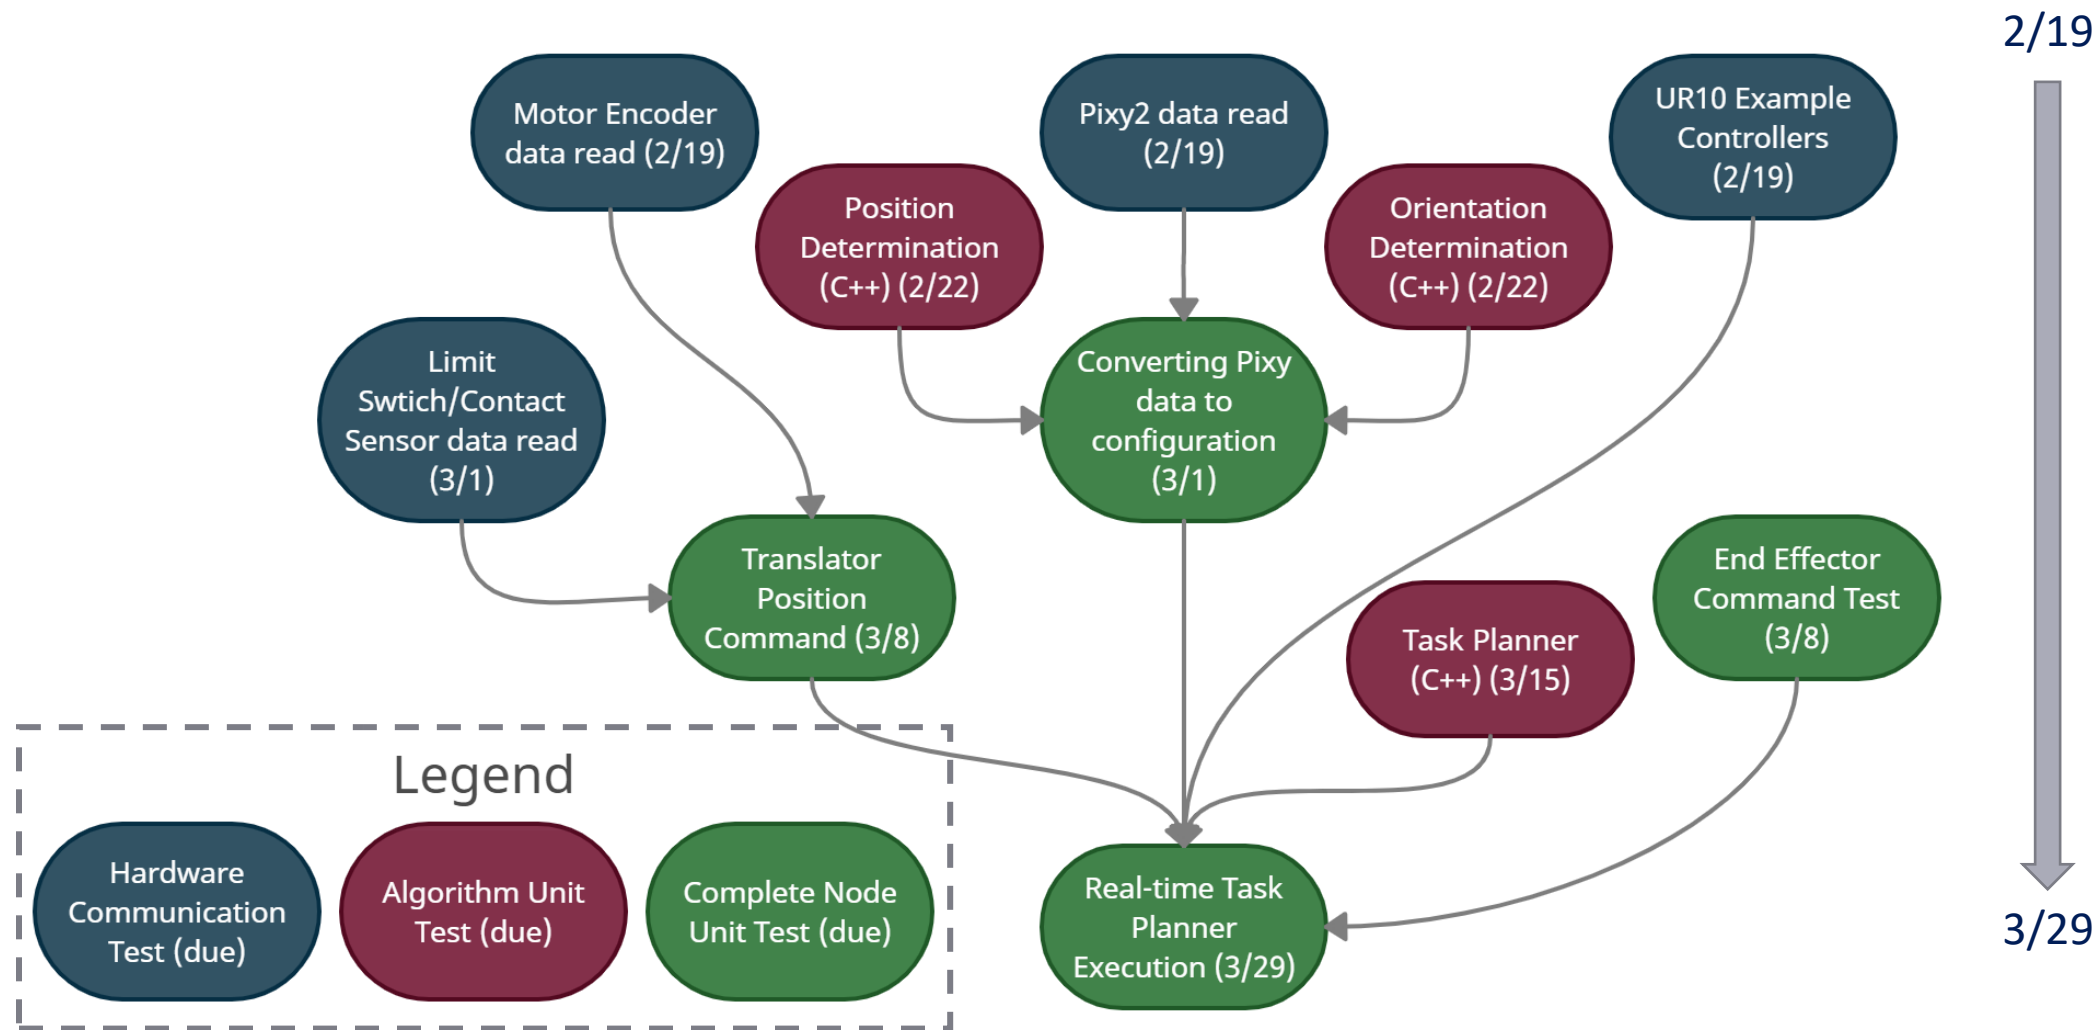 2/19
Motor Encoder
data read (2/19)
Pixy2 data read
(2/19)
UR10 Example
Controllers
(2/19)
Position
Determination
(C++) (2/22)
Orientation
Determination
(C++) (2/22)
Limit
Swtich/Contact
Sensor data read
(3/1)
Converting Pixy
data to
configuration
(3/1)
Translator
Position
Command (3/8)
End Effector
Command Test
(3/8)
Task Planner
(C++) (3/15)
Legend
Hardware
Communication
Test (due)
Algorithm Unit
Test (due)
Complete Node
Unit Test (due)
Real-time Task
Planner
Execution (3/29)
3/29